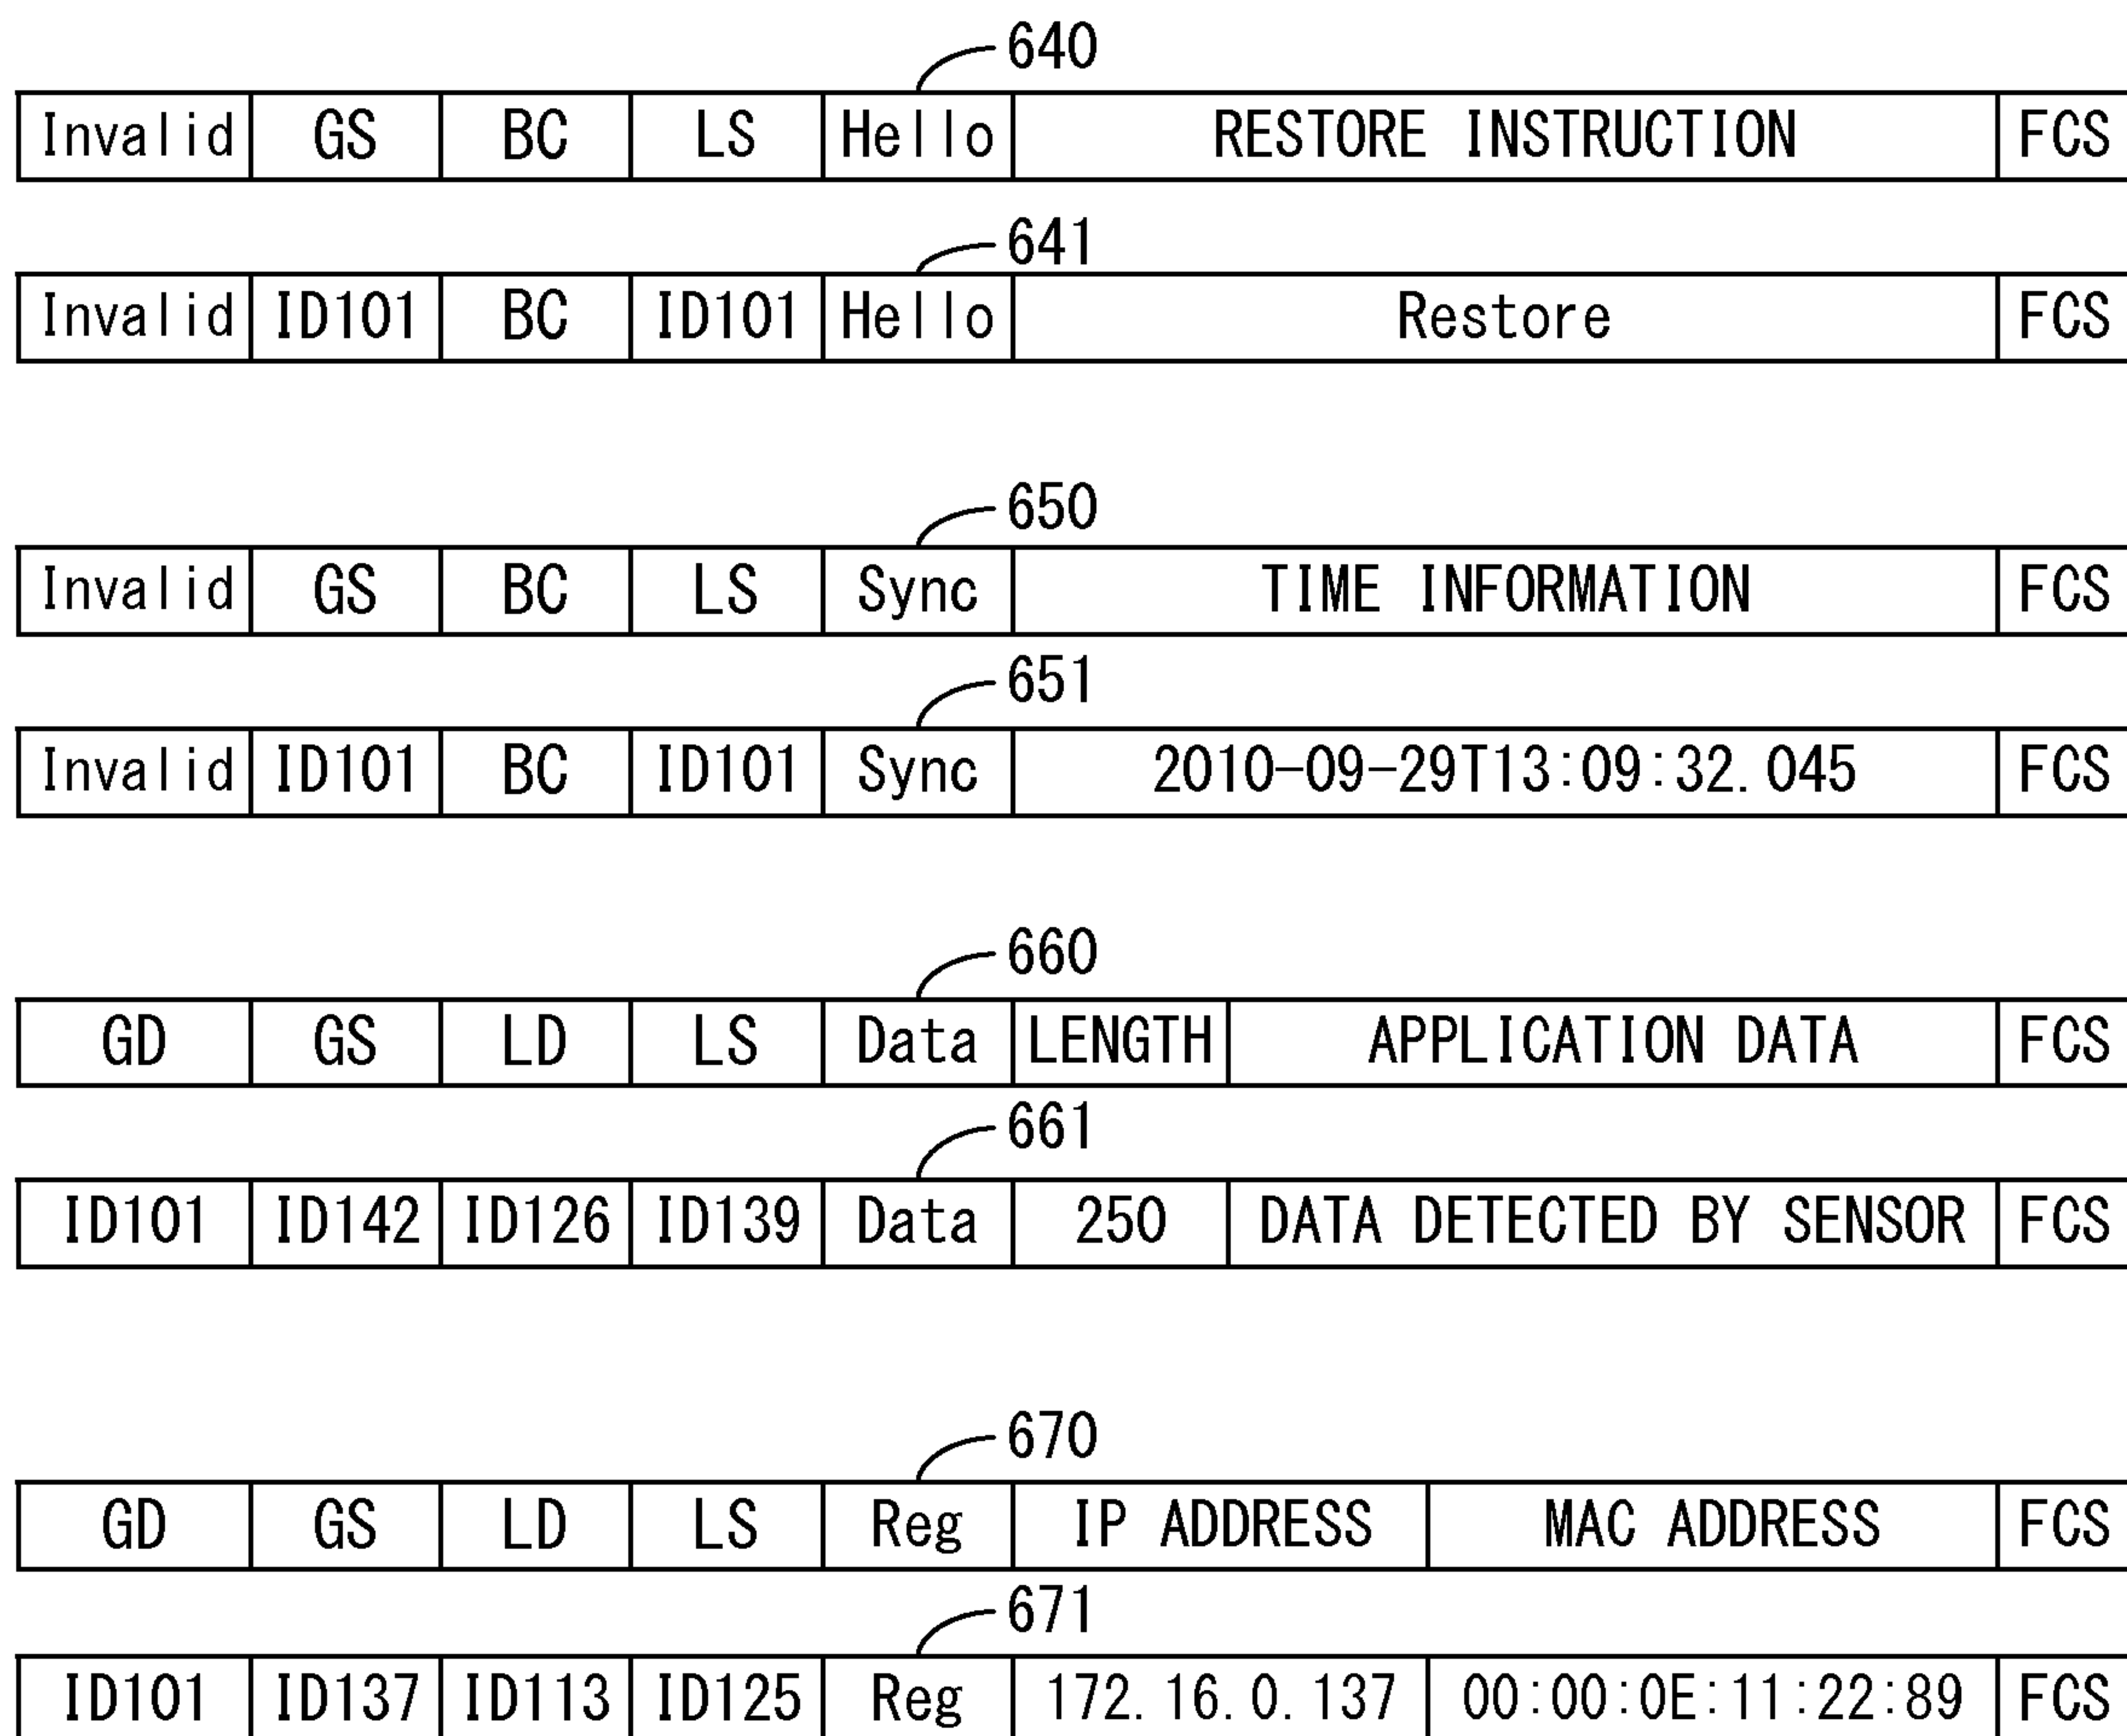 640
Invalid GS BC LS Hello RESTORE INSTRUCTION FCS
641
Invalid ID101 BC ID101 Hello Restore FCS
650
Invalid GS BC LS Sync TIME INFORMATION FCS
651
Invalid ID101 BC ID101 Sync 2010-09-29T13:09:32.045 FCS
660
GD GS LD LS Data LENGTH APPLICATION DATA FCS
661
ID101 ID142 ID126 ID139 Data 250 DATA DETECTED BY SENSOR FCS
670
GD GS LD LS Reg IP ADDRESS MAC ADDRESS FCS
671
ID101 ID137 ID113 ID125 Reg 172.16.0.137 00:00:0E:11:22:89 FCS